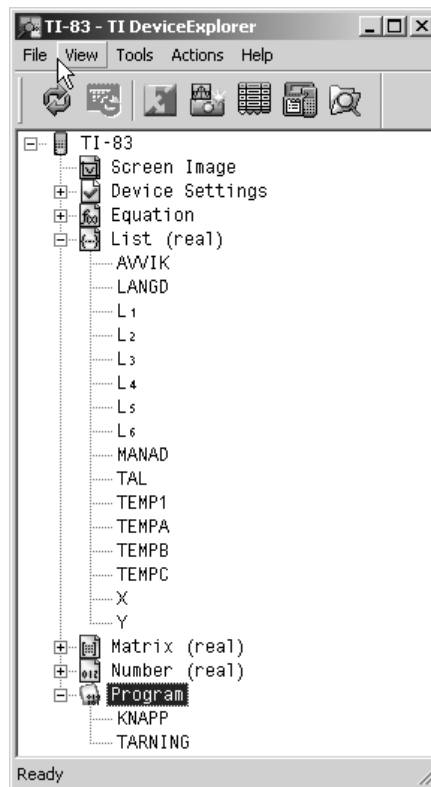 TI-83 - TI DeviceExplorer
File View Tools Actions Help
TI-83
Screen Image
Device Settings
Equation
List (real)
AVVIK
LANGD
L₁
L₂
L₃
L₄
L₅
L₆
MANAD
TAL
TEMP1
TEMPA
TEMPB
TEMPC
X
Y
Matrix (real)
Number (real)
Program
KNAPP
TARNING
Ready